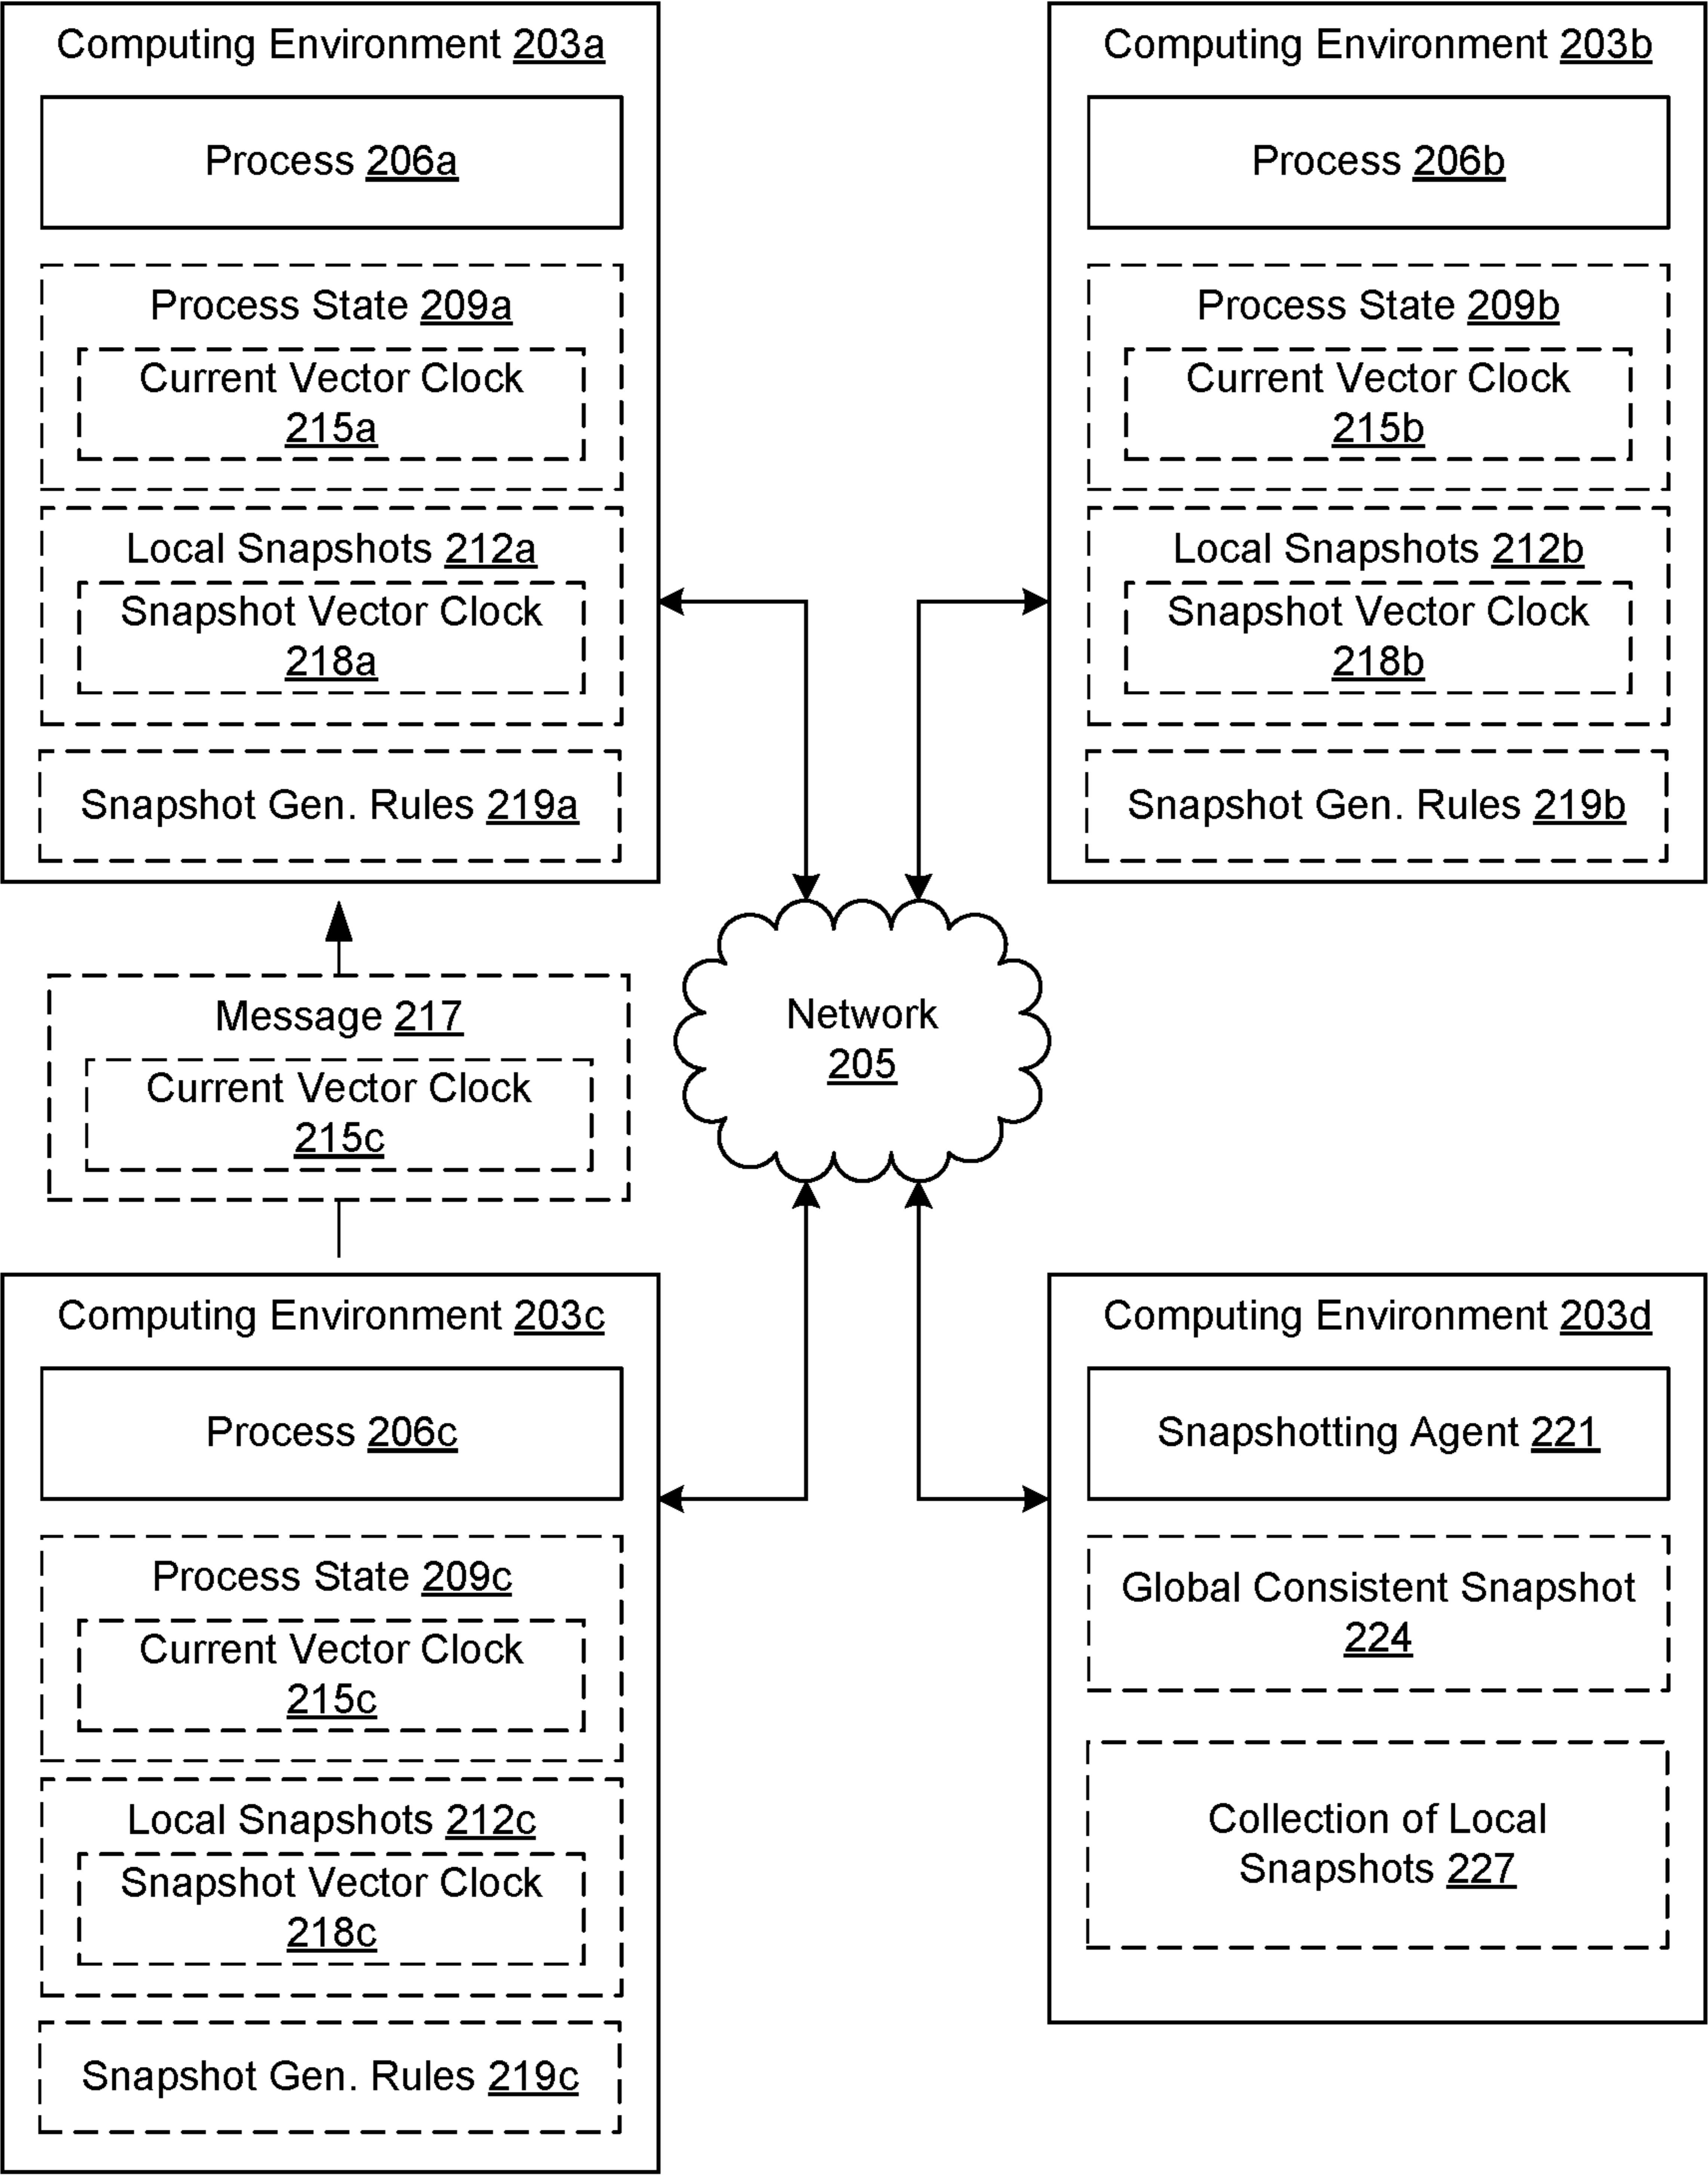 Computing Environment 203a
Process 206a
Process State 209a
Current Vector Clock
215a
Local Snapshots 212a
Snapshot Vector Clock
218a
Snapshot Gen. Rules 219a
Computing Environment 203b
Process 206b
Process State 209b
Current Vector Clock
215b
Local Snapshots 212b
Snapshot Vector Clock
218b
Snapshot Gen. Rules 219b
Message 217
Current Vector Clock
215c
Network
205
Computing Environment 203c
Process 206c
Process State 209c
Current Vector Clock
215c
Local Snapshots 212c
Snapshot Vector Clock
218c
Snapshot Gen. Rules 219c
Computing Environment 203d
Snapshotting Agent 221
Global Consistent Snapshot
224
Collection of Local
Snapshots 227